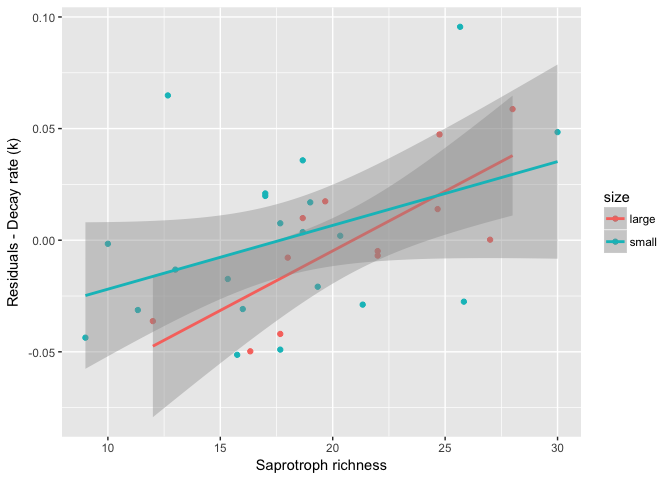 0.10
0.05
0.00
-0.05
Residuals - Decay rate (k)
10
15
20
25
30
Saprotroph richness
size
large
small